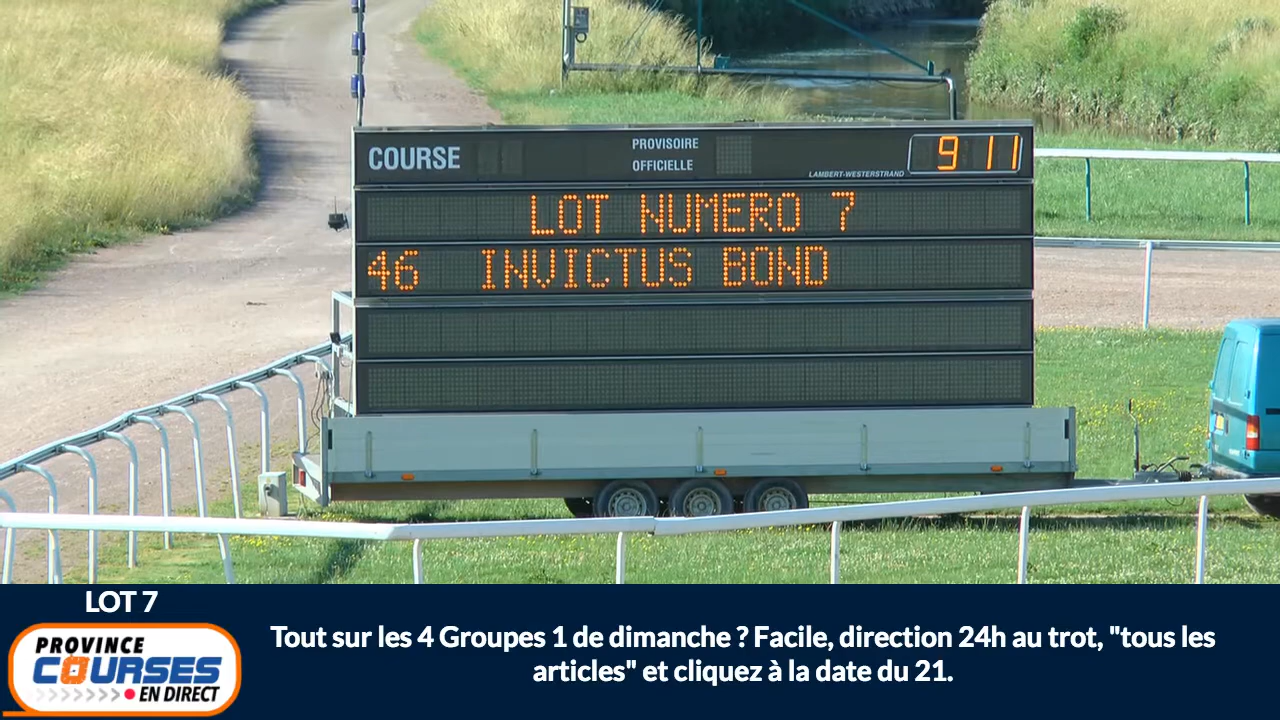 COURSE
PROVISOIRE
OFFICIELLE
LAMBERT-WESTERSTRAND
9 11
LOT NUMERO 7
46 INVICTUS BOND
LOT 7
PROVINCE
COURSES
EN DIRECT
Tout sur les 4 Groupes 1 de dimanche ? Facile, direction 24h au trot, "tous les
articles" et cliquez à la date du 21.